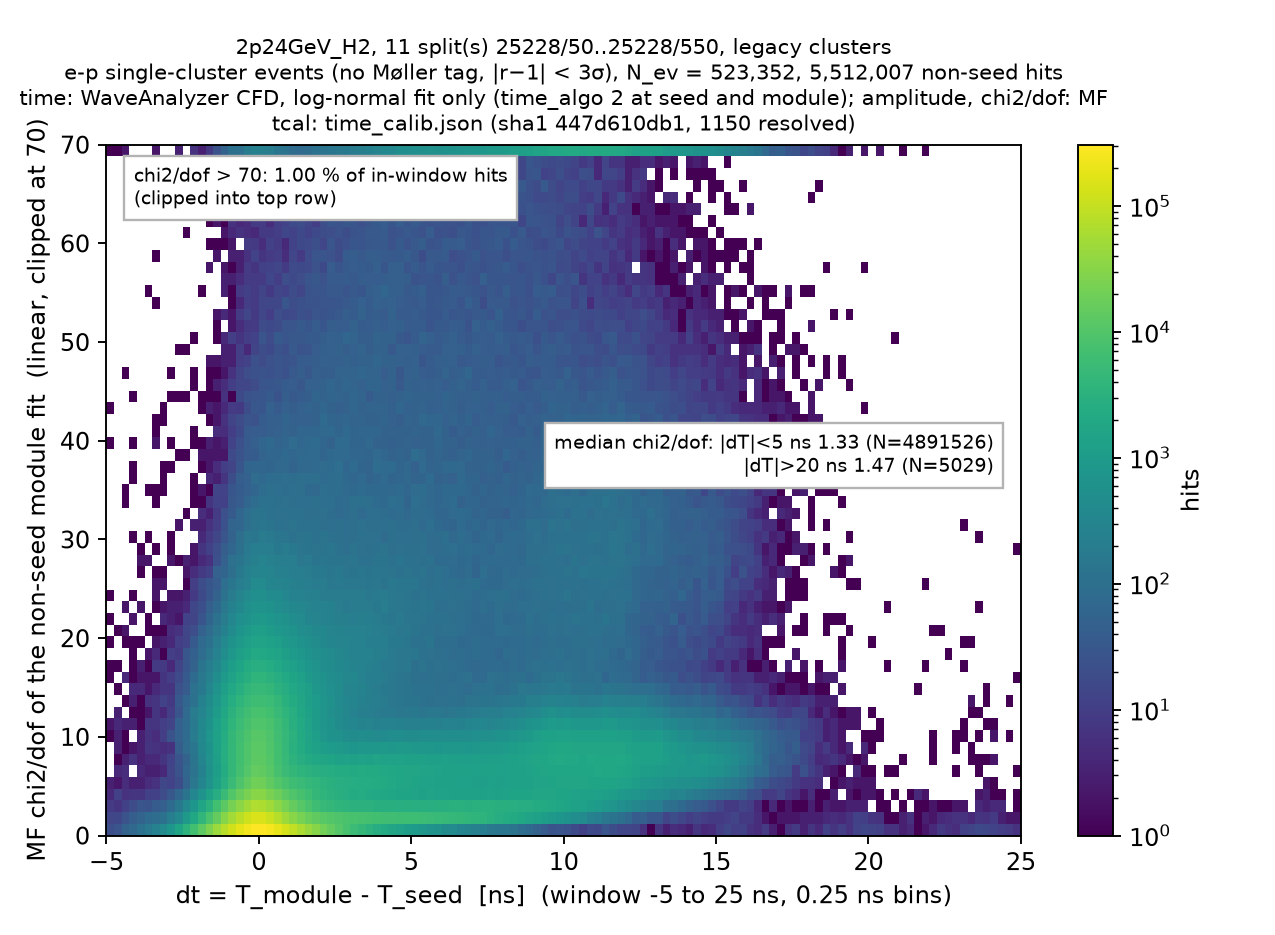 2p24GeV_H2, 11 split(s) 25228/50..25228/550, legacy clusters
e-p single-cluster events (no Møller tag, |r−1| < 3σ), N_ev = 523,352, 5,512,007 non-seed hits
time: WaveAnalyzer CFD, log-normal fit only (time_algo 2 at seed and module); amplitude, chi2/dof: MF
tcal: time_calib.json (sha1 447d610db1, 1150 resolved)
MF chi2/dof of the non-seed module fit  (linear, clipped at 70)
70
60
50
40
30
20
10
0
chi2/dof > 70: 1.00 % of in-window hits
(clipped into top row)
median chi2/dof: |dT|<5 ns 1.33 (N=4891526)
|dT|>20 ns 1.47 (N=5029)
−5
0
5
10
15
20
25
dt = T_module - T_seed  [ns]  (window -5 to 25 ns, 0.25 ns bins)
10⁵
10⁴
10³
10²
10¹
10⁰
hits